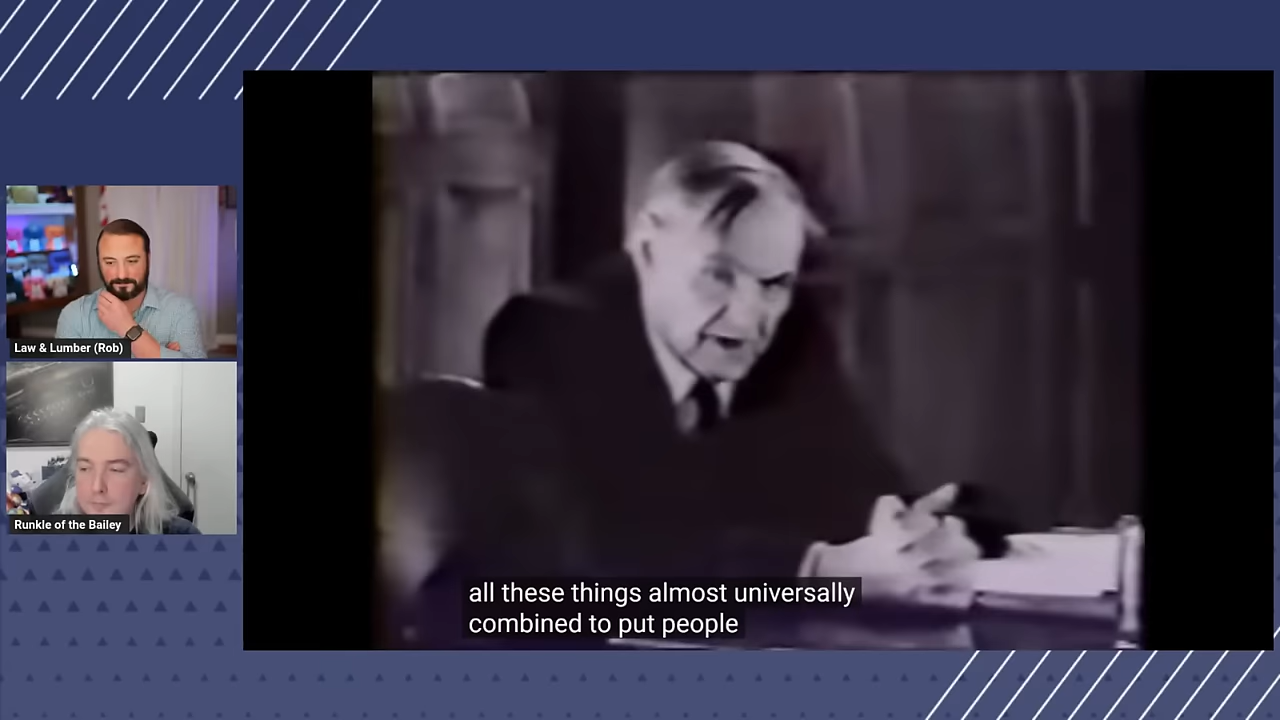 Law & Lumber (Rob)
Runkle of the Bailey
all these things almost universally
combined to put people